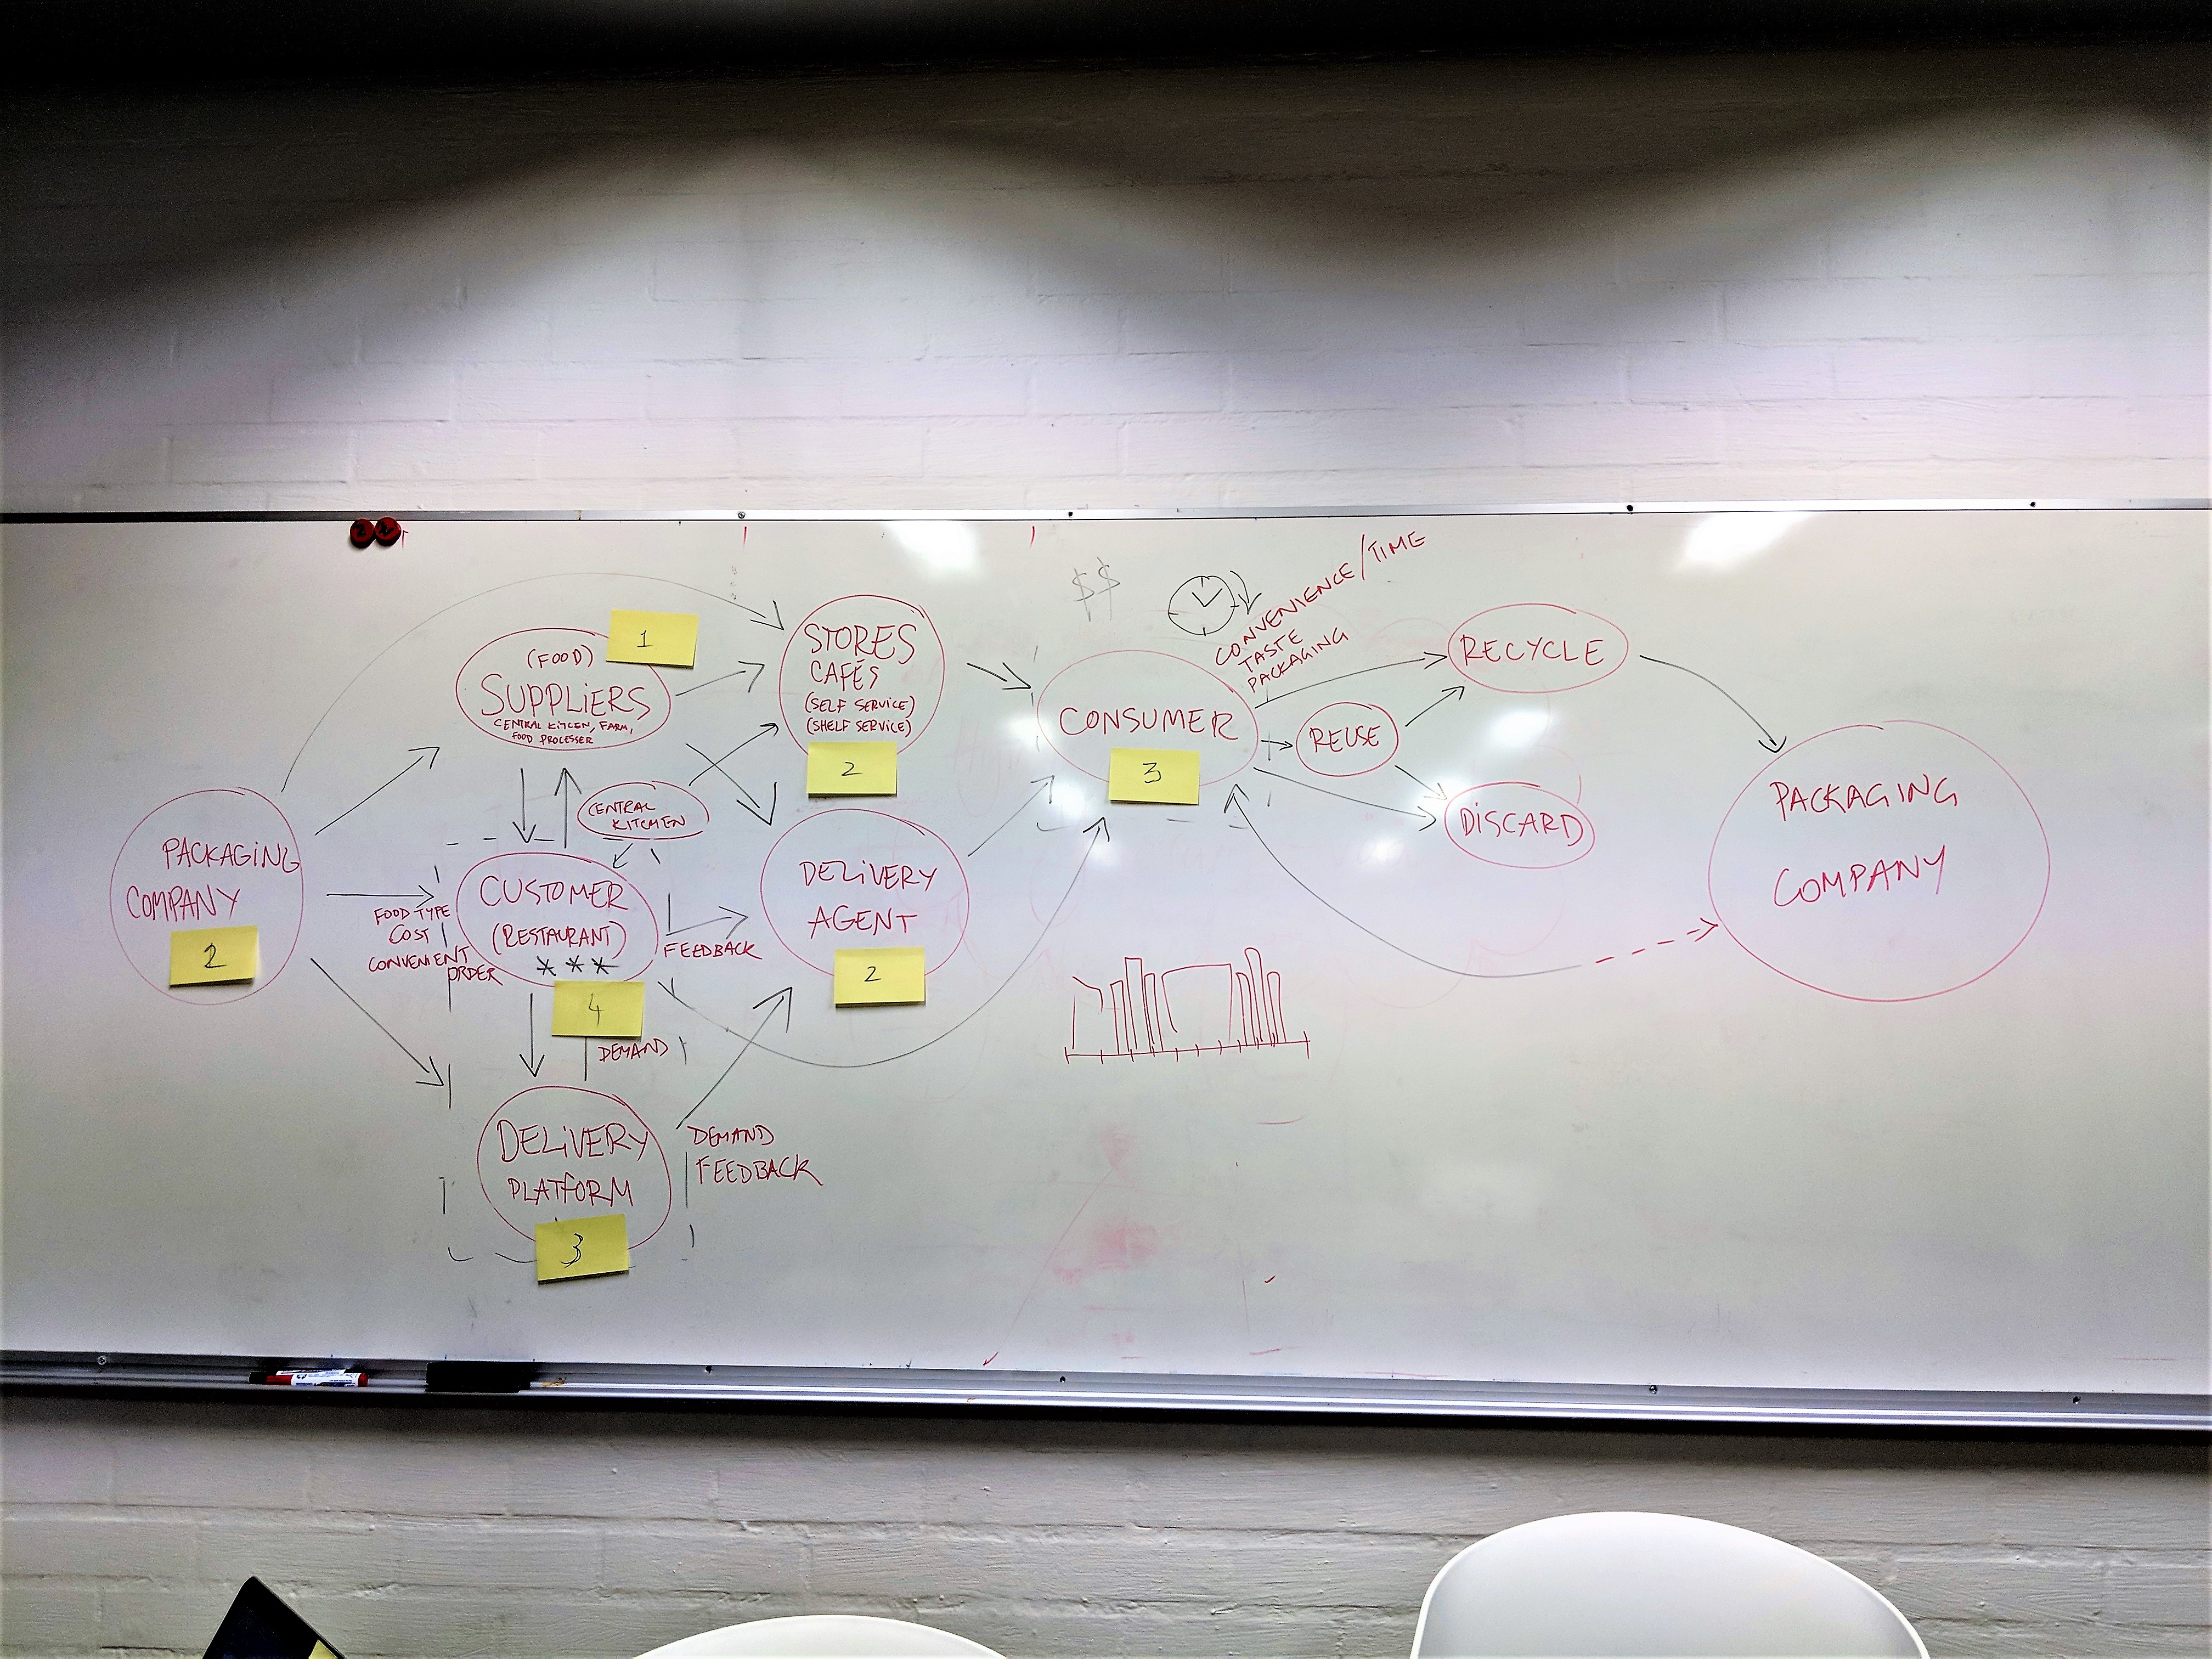 PACKAGING
COMPANY
2
(FOOD)
SUPPLIERS
CENTRAL KITCEN, FARM,
FOOD PROCESSER
1
CENTRAL
KITCHEN
FOOD TYPE
COST
CONVENIENT
ORDER
CUSTOMER
(RESTAURANT)
***
4
FEEDBACK
DEMAND
DELIVERY
PLATFORM
3
DEMAND
FEEDBACK
STORES
CAFÉS
(SELF SERVICE)
(SHELF SERVICE)
2
DELIVERY
AGENT
2
$$
CONVENIENCE/TIME
TASTE
PACKAGING
CONSUMER
3
REUSE
RECYCLE
DISCARD
PACKAGING
COMPANY